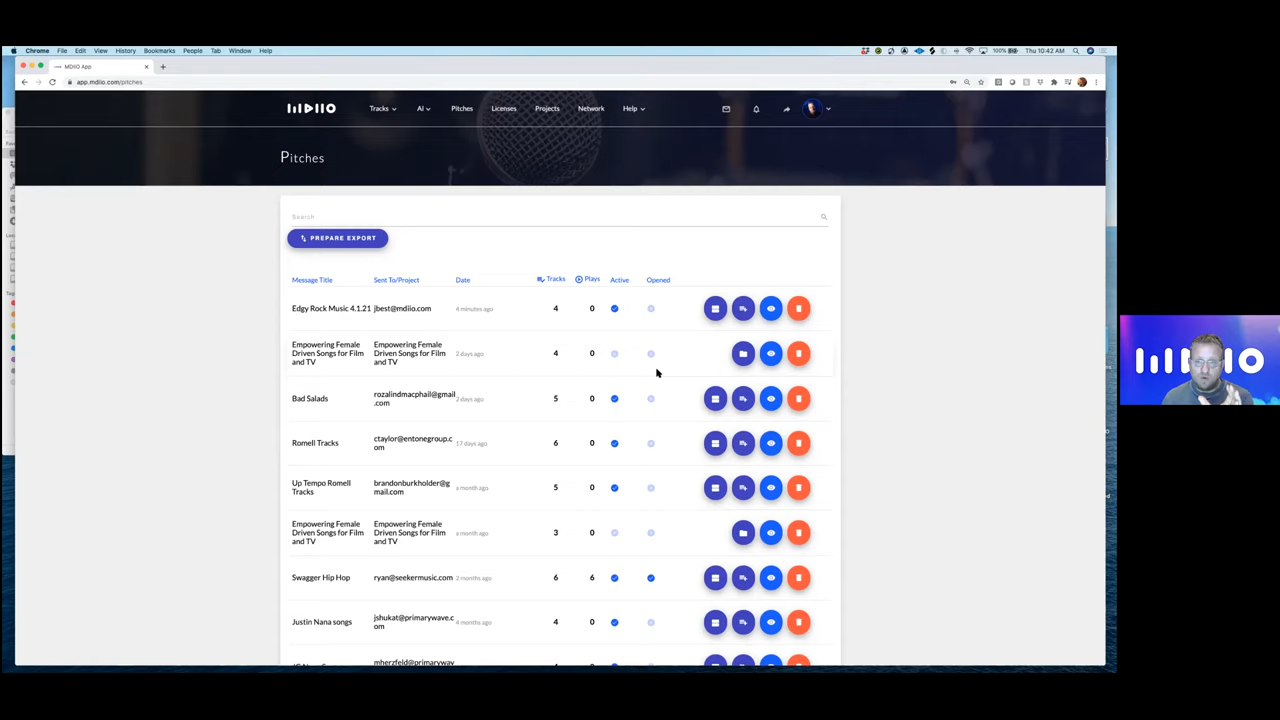 Chrome File Edit View History Bookmarks People Tab Window Help
100%
Thu 10:42 AM
MDIIO App
app.mdiio.com/pitches
Tracks AI Pitches Licenses Projects Network Help
Pitches
Search
PREPARE EXPORT
Message Title Sent To/Project Date Tracks Plays Active Opened
Edgy Rock Music 4.1.21 jbest@mdiio.com 4 minutes ago 4 0
Empowering Female
Driven Songs for Film
and TV
Empowering Female
Driven Songs for Film
and TV
2 days ago 4 0
Bad Salads
rozalindmacphail@gmail
.com
2 days ago 5 0
Romell Tracks
ctaylor@entonegroup.c
om
17 days ago 6 0
Up Tempo Romell
Tracks
brandonburkholder@g
mail.com
a month ago 5 0
Empowering Female
Driven Songs for Film
and TV
Empowering Female
Driven Songs for Film
and TV
a month ago 3 0
Swagger Hip Hop ryan@seekermusic.com 2 months ago 6 6
Justin Nana songs
jshukat@primarywave.c
om
4 months ago 4 0
mherzfeld@primaryway